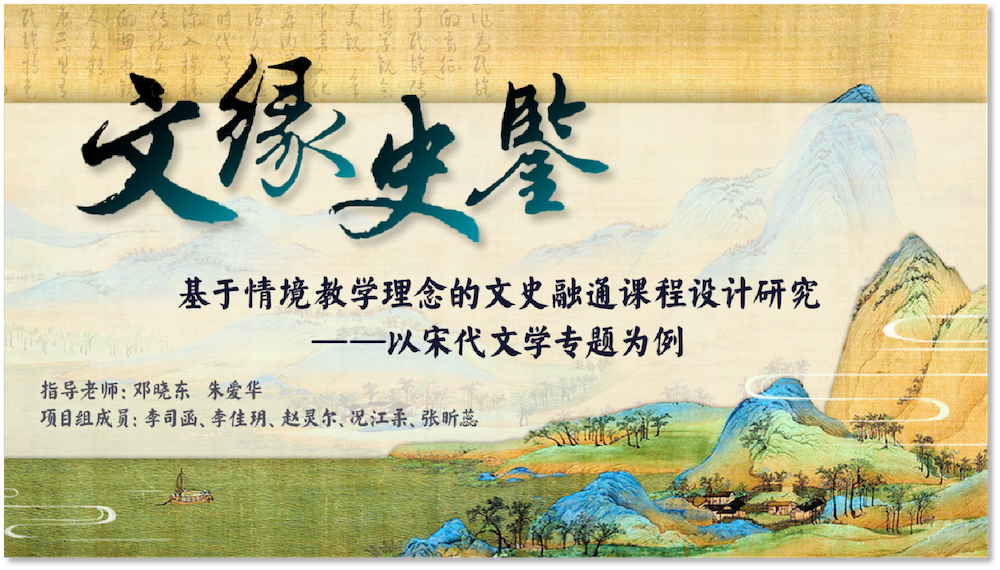 文缘史鉴
基于情境教学理念的文史融通课程设计研究
——以宋代文学专题为例
指导老师：邓晓东 朱爱华
项目组成员：李司函、李佳玥、赵灵尔、况江柔、张昕蕊